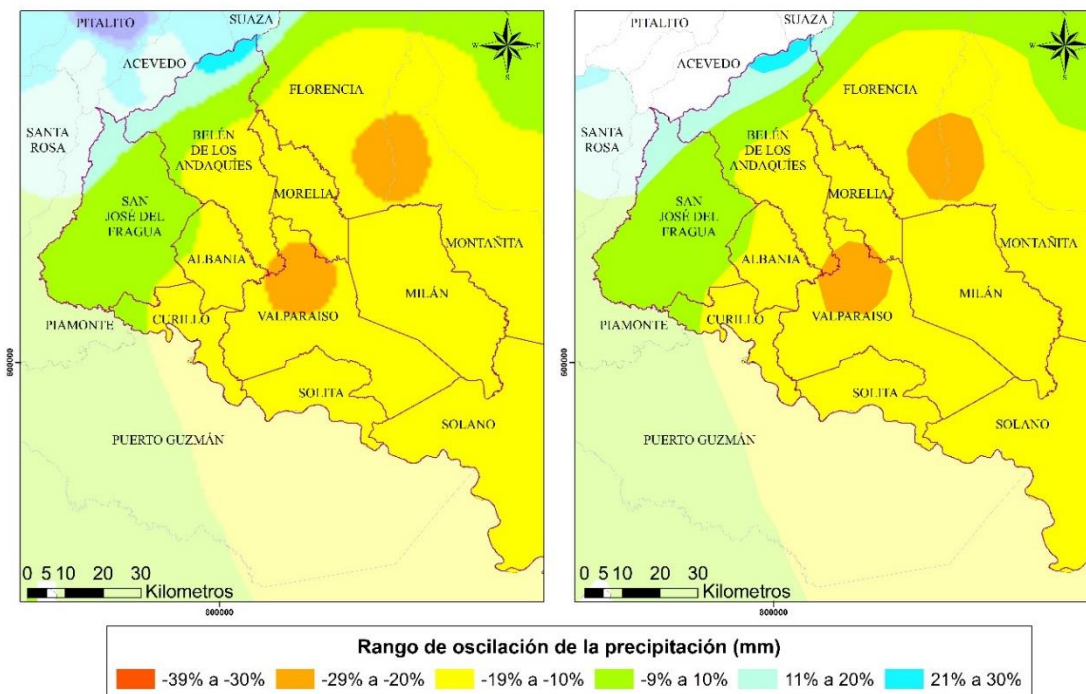 PITALITO
SUAZA
ACEVEDO
FLORENCIA
SANTA
ROSA
BELÉN
DE LOS
ANDAQUÍES
SAN
JOSÉ DEL
FRAGUA
MORELIA
MONTAÑITA
ALBANIA
MILÁN
PIAMONTE
CURILLO
VALPARAISO
SOLITA
PUERTO GUZMÁN
SOLANO
600000
0 5 10 20 30
Kilometros
800000
PITALITO
SUAZA
ACEVEDO
FLORENCIA
SANTA
ROSA
BELÉN
DE LOS
ANDAQUÍES
SAN
JOSÉ DEL
FRAGUA
MORELIA
MONTAÑITA
ALBANIA
MILÁN
PIAMONTE
CURILLO
VALPARAISO
SOLITA
PUERTO GUZMÁN
SOLANO
600000
0 5 10 20 30
Kilometros
800000
Rango de oscilación de la precipitación (mm)
-39% a -30% -29% a -20% -19% a -10% -9% a 10% 11% a 20% 21% a 30%